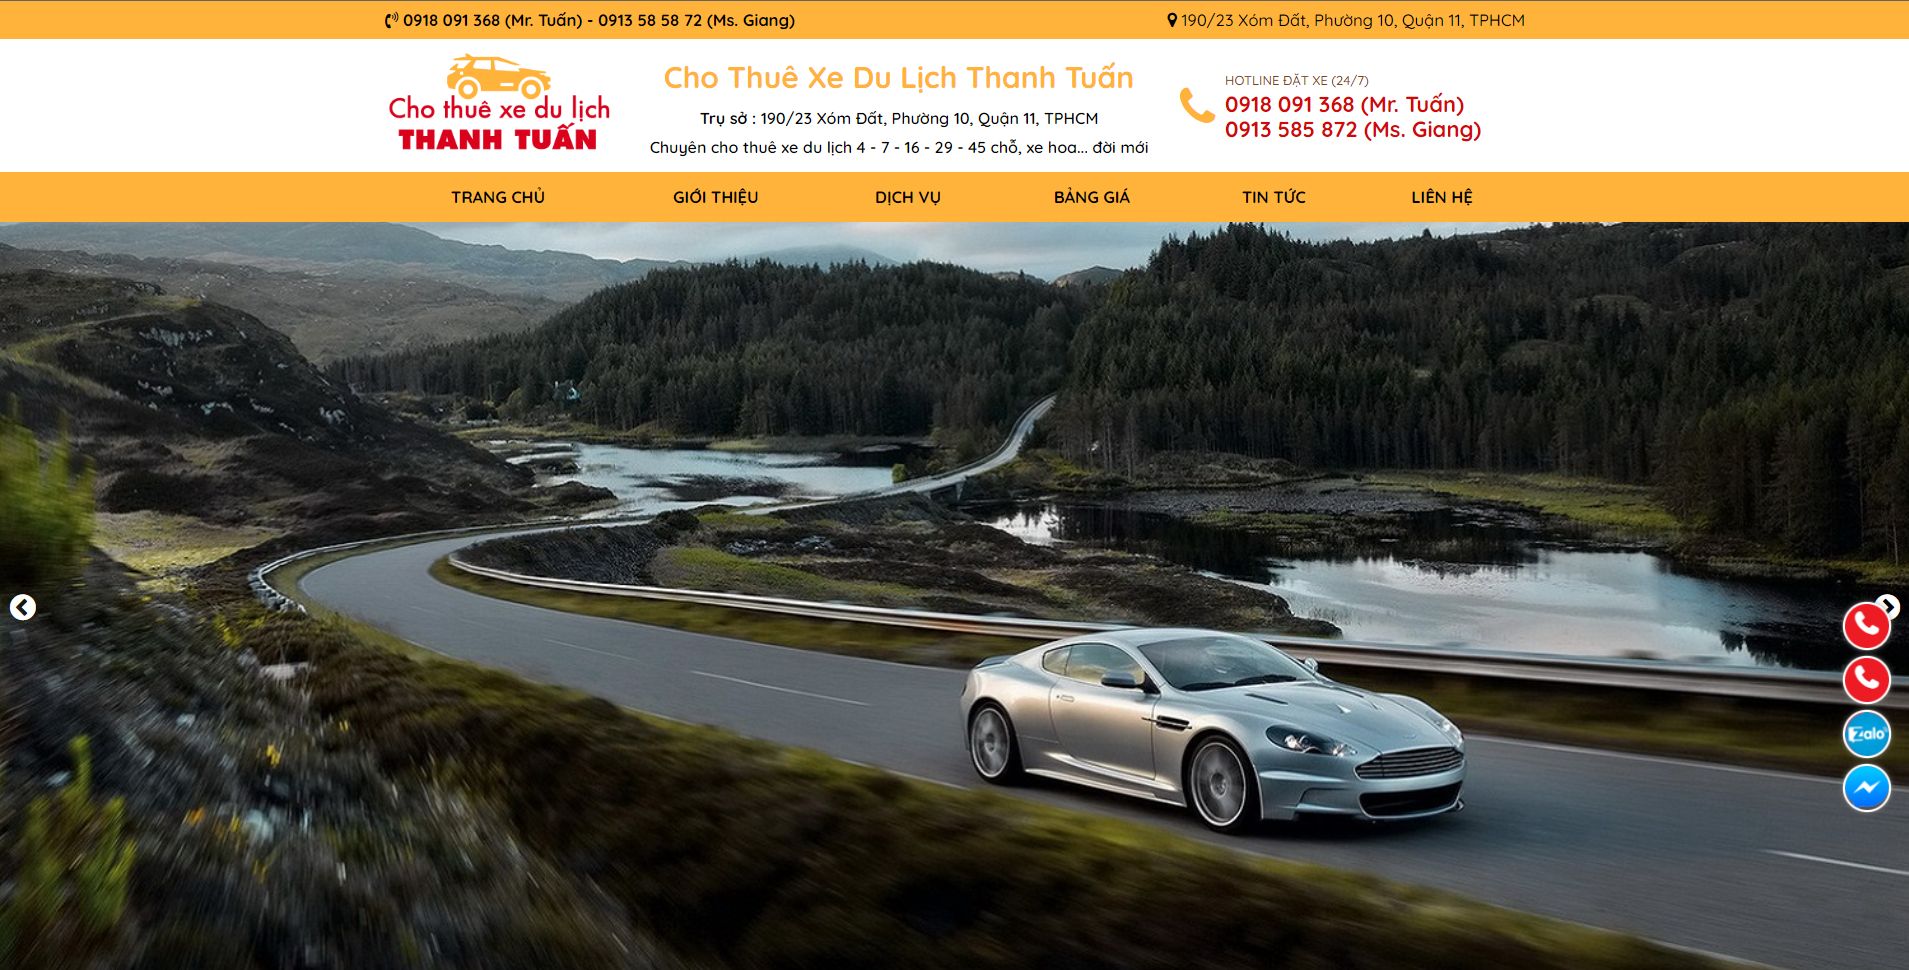 0918 091 368 (Mr. Tuấn) - 0913 58 58 72 (Ms. Giang)
190/23 Xóm Đất, Phường 10, Quận 11, TPHCM
Cho thuê xe du lịch
THANH TUẤN
Cho Thuê Xe Du Lịch Thanh Tuấn
Trụ sở : 190/23 Xóm Đất, Phường 10, Quận 11, TPHCM
Chuyên cho thuê xe du lịch 4 - 7 - 16 - 29 - 45 chỗ, xe hoa... đời mới
HOTLINE ĐẶT XE (24/7)
0918 091 368 (Mr. Tuấn)
0913 585 872 (Ms. Giang)
TRANG CHỦ GIỚI THIỆU DỊCH VỤ BẢNG GIÁ TIN TỨC LIÊN HỆ
Zalo